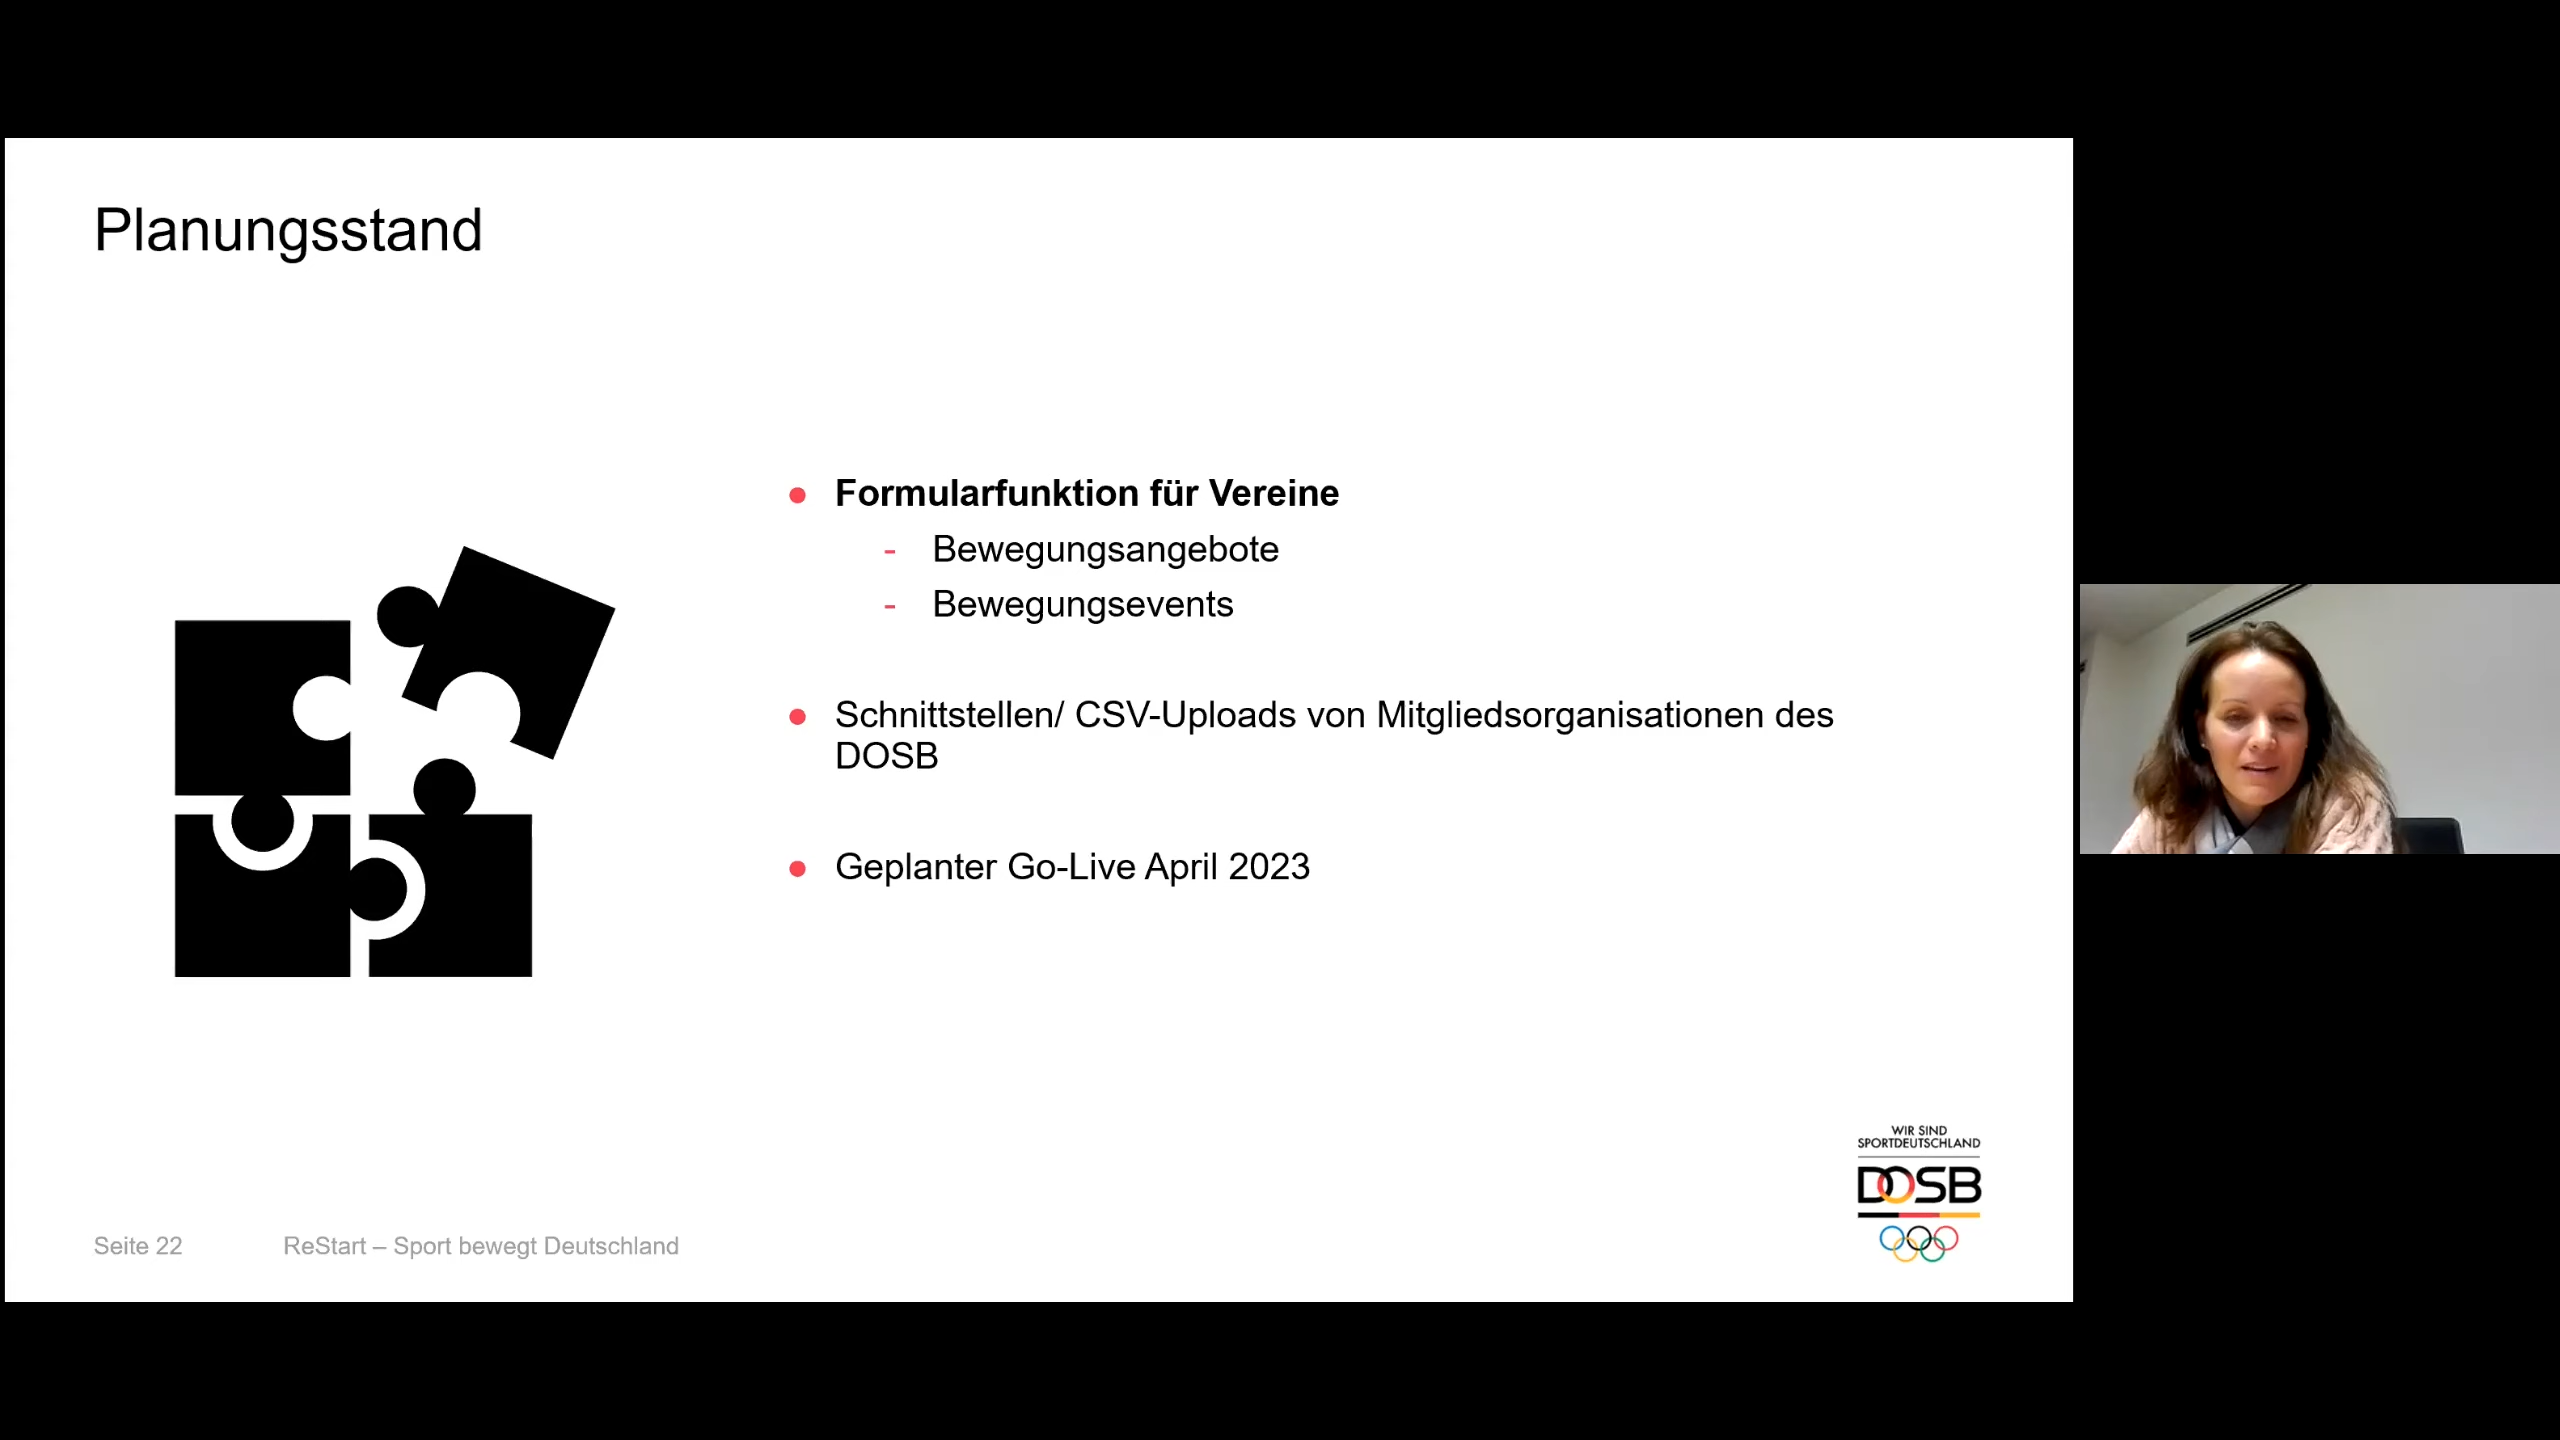 Planungsstand
● Formularfunktion für Vereine
- Bewegungsangebote
- Bewegungsevents
● Schnittstellen/ CSV-Uploads von Mitgliedsorganisationen des
DOSB
● Geplanter Go-Live April 2023
WIR SIND
SPORTDEUTSCHLAND
DOSB
Seite 22 ReStart – Sport bewegt Deutschland